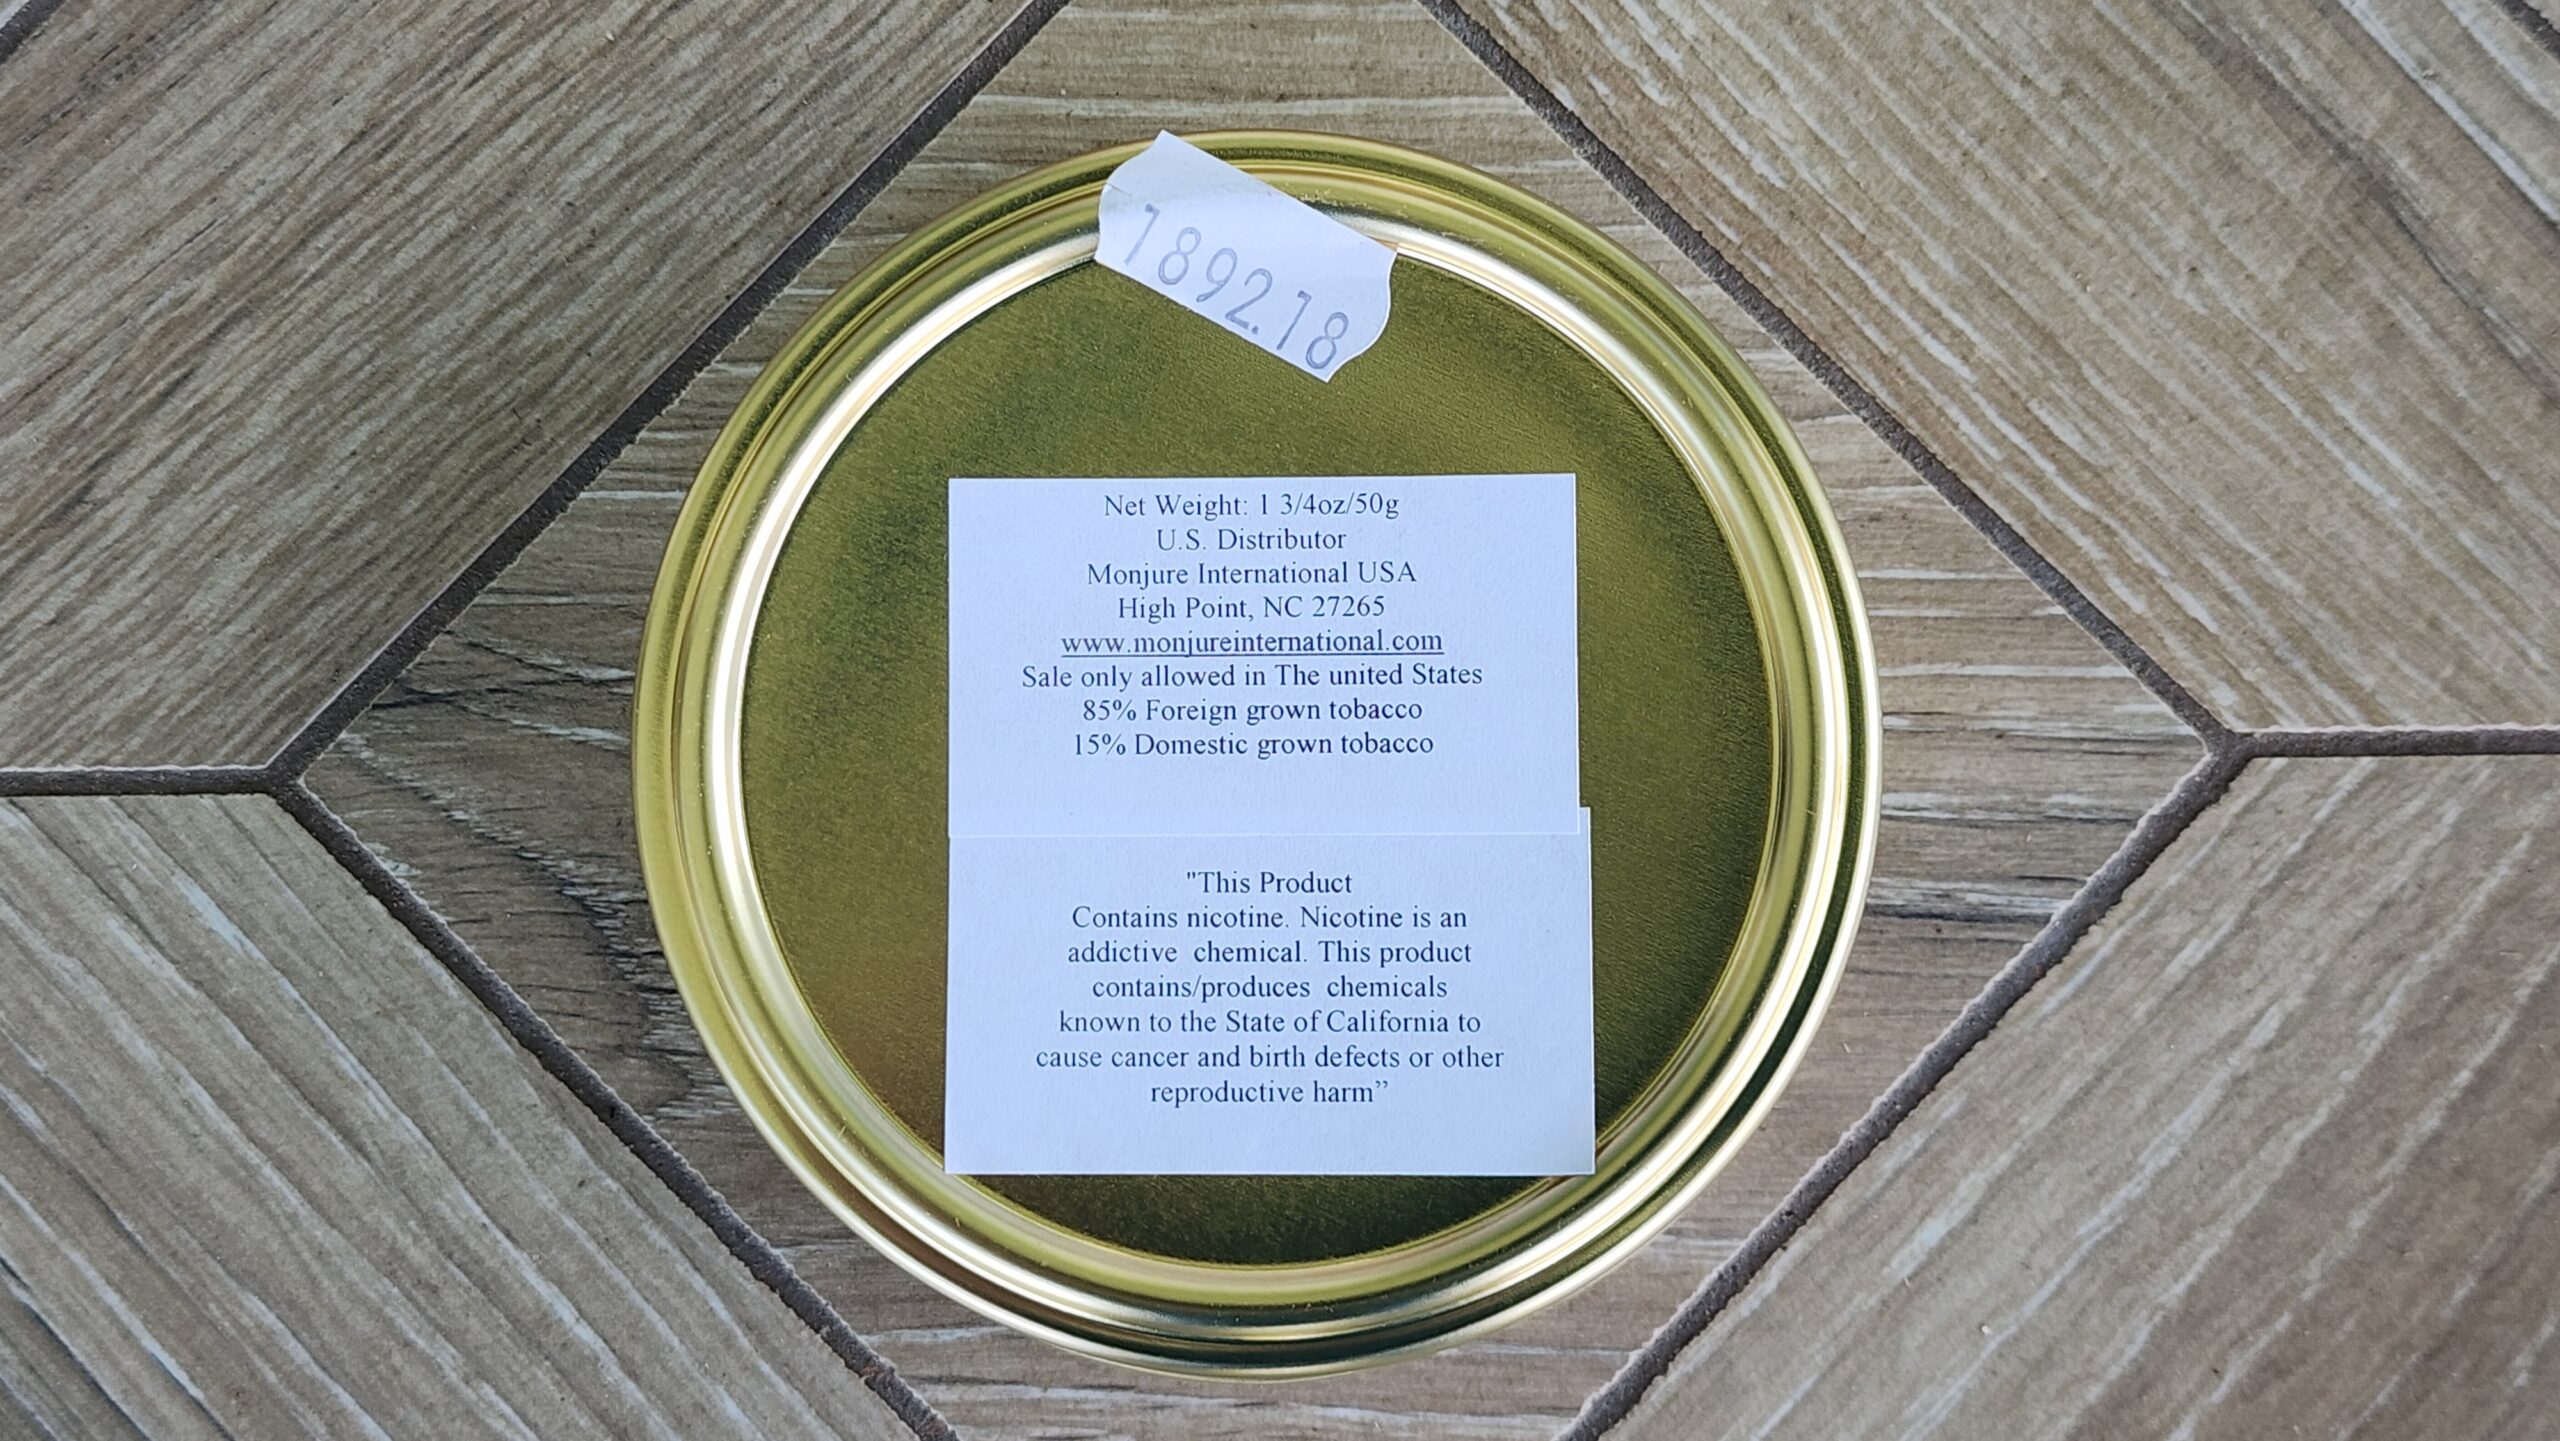 1892.18
Net Weight: 1 3/4oz/50g
U.S. Distributor
Monjure International USA
High Point, NC 27265
www.monjureinternational.com
Sale only allowed in The united States
85% Foreign grown tobacco
15% Domestic grown tobacco
"This Product
Contains nicotine. Nicotine is an
addictive chemical. This product
contains/produces chemicals
known to the State of California to
cause cancer and birth defects or other
reproductive harm”